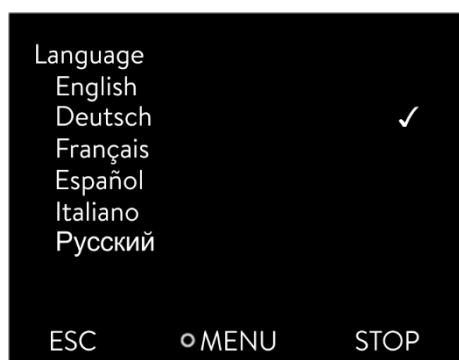 Language
English
Deutsch ✓
Français
Español
Italiano
Русский
ESC MENU STOP